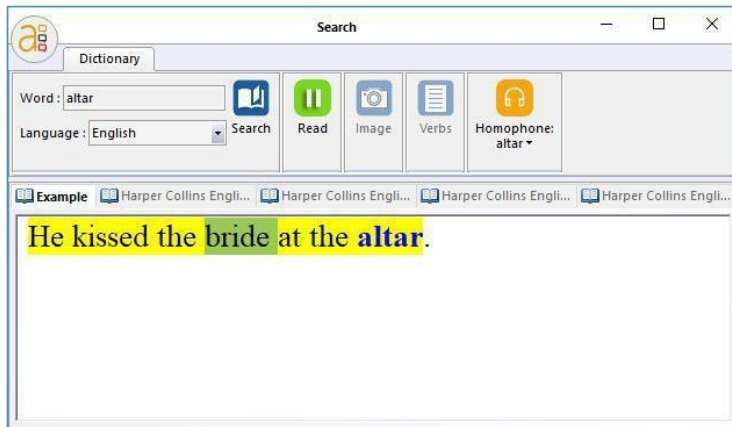 Search
Dictionary
Word : altar
Language : English
Search
Read
Image
Verbs
Homophone:
altar
Example
Harper Collins Engli...
Harper Collins Engli...
Harper Collins Engli...
Harper Collins Engli...
He kissed the bride at the altar.